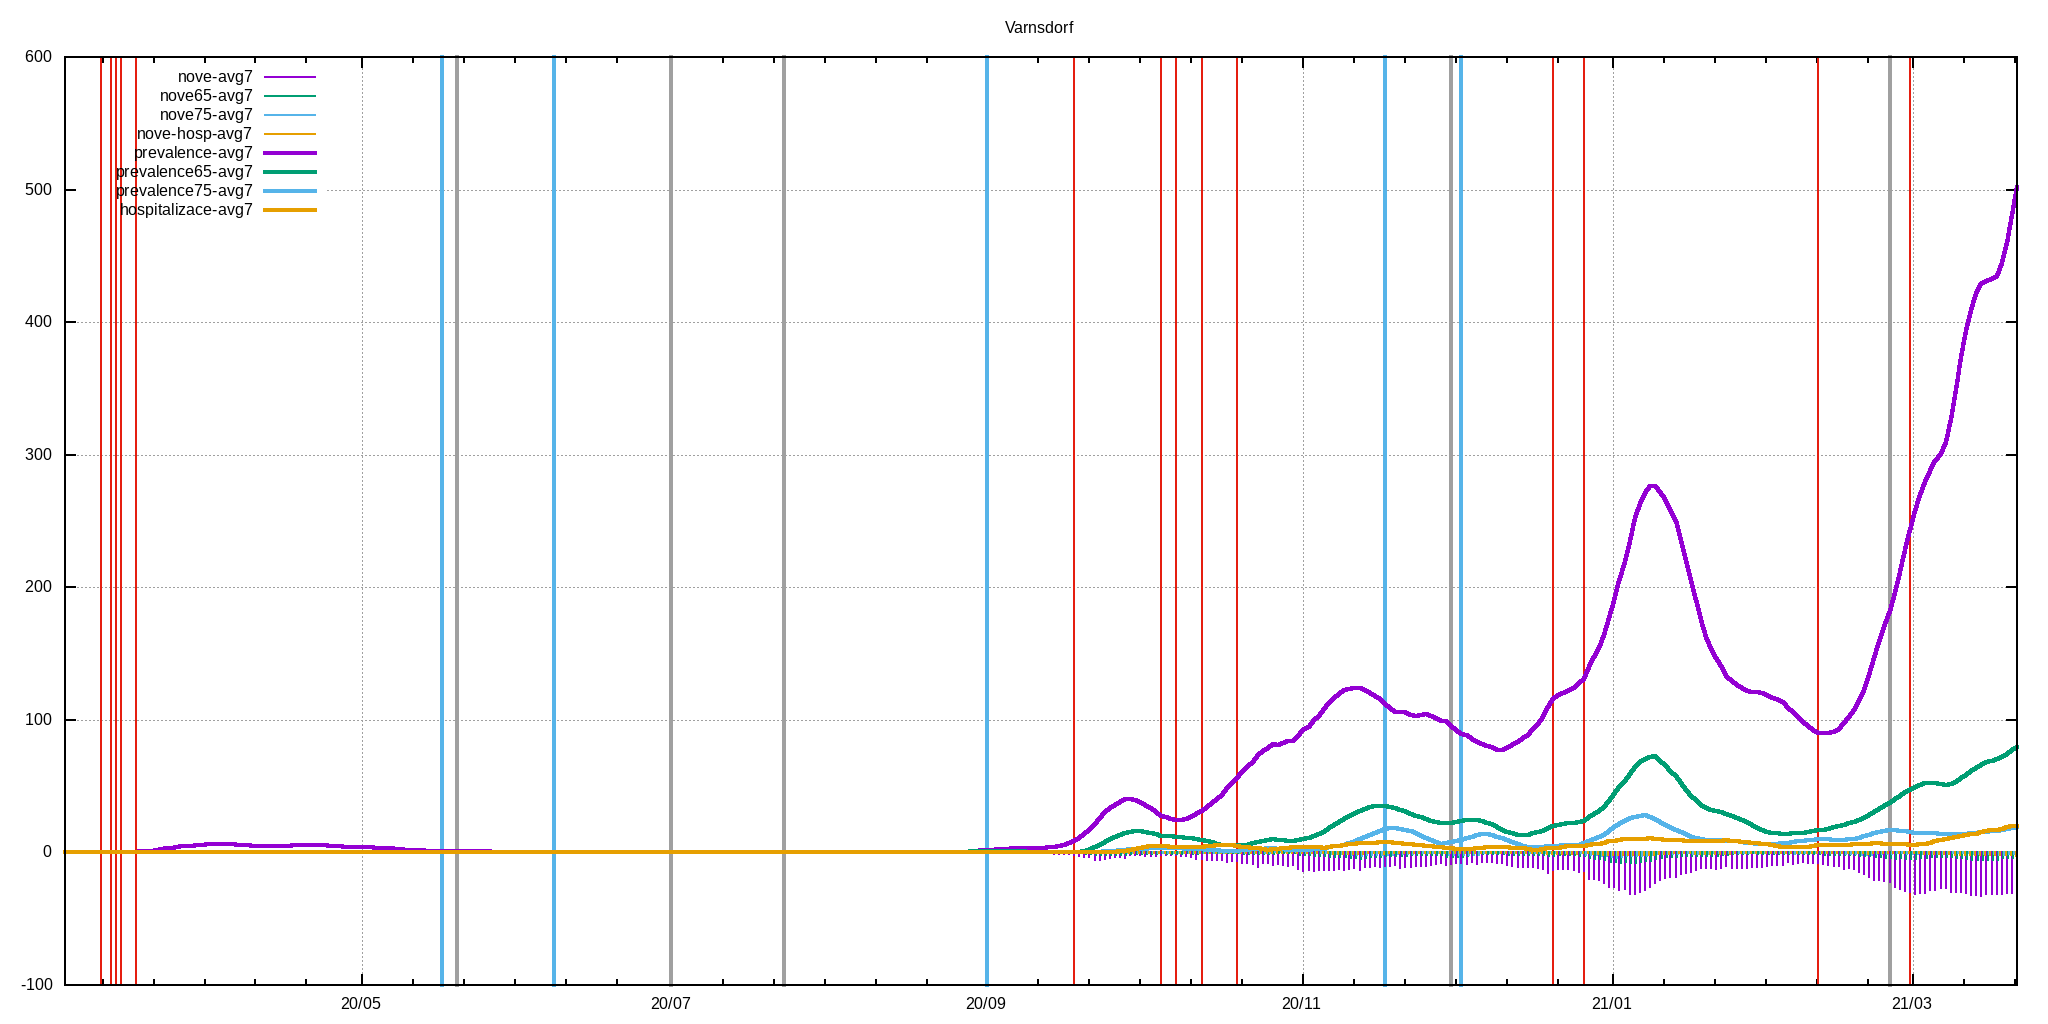 Varnsdorf
600
500
400
300
200
100
0
-100
nove-avg7
nove65-avg7
nove75-avg7
nove-hosp-avg7
prevalence-avg7
prevalence65-avg7
prevalence75-avg7
hospitalizace-avg7
20/05
20/07
20/09
20/11
21/01
21/03